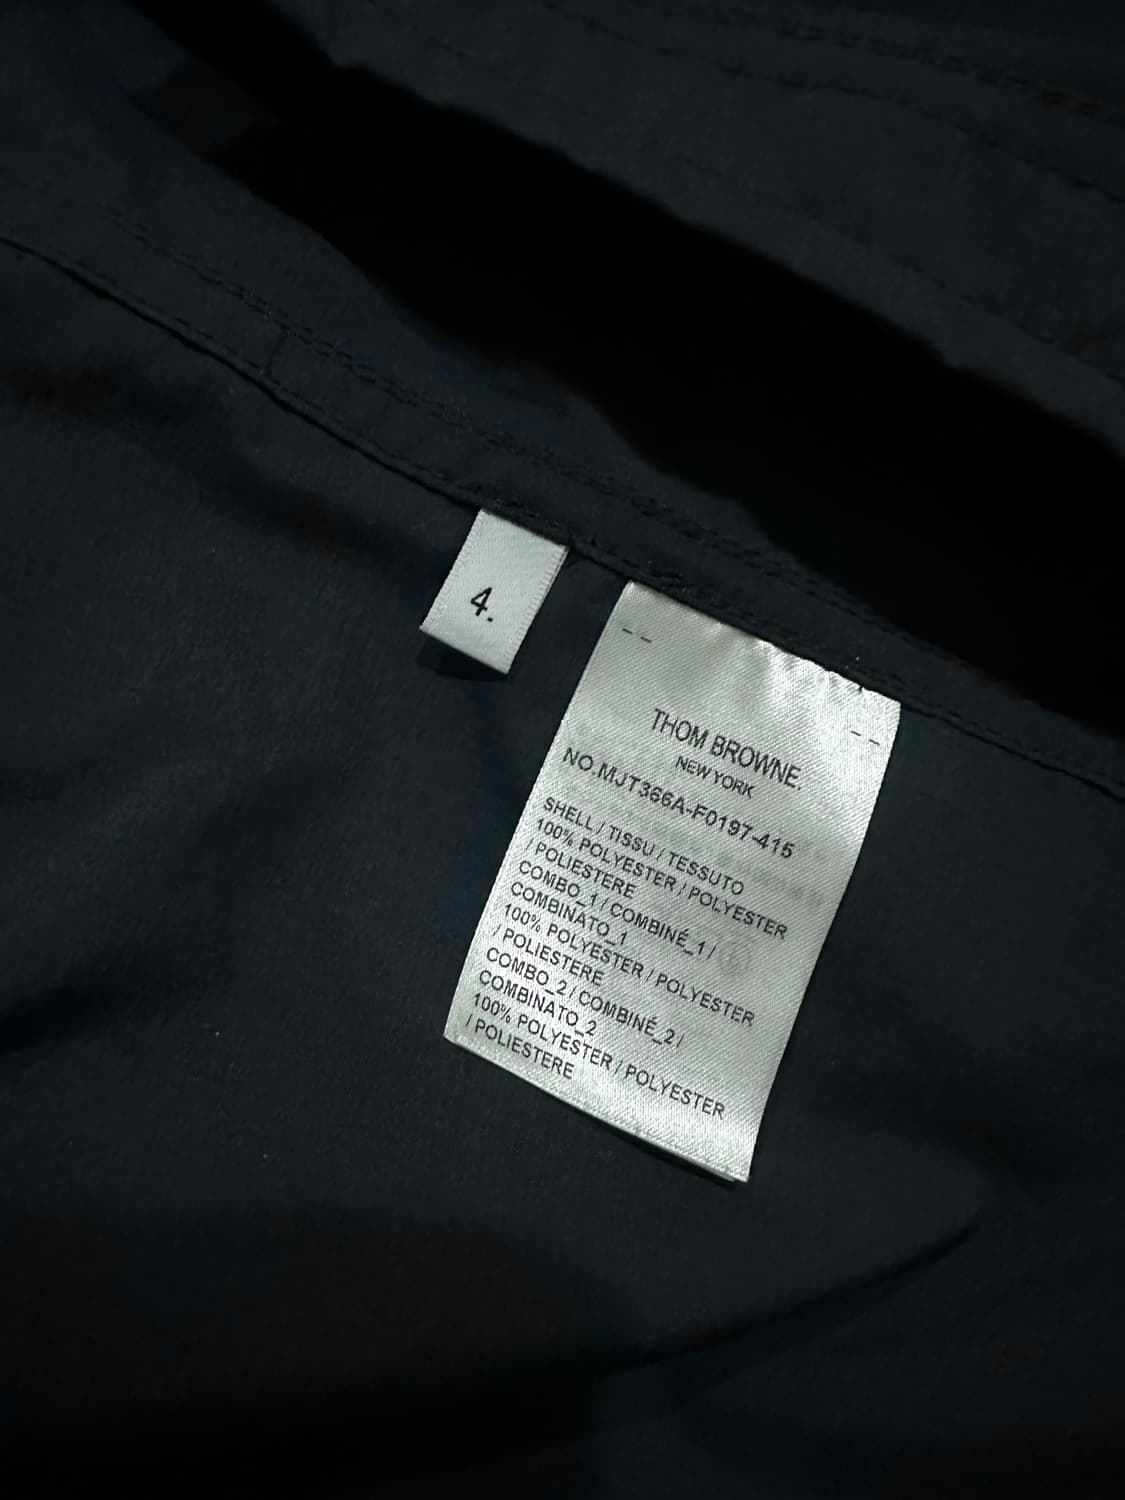 4.
THOM BROWNE.
NEW YORK
NO.MJT366A-F0197-415
SHELL / TISSU / TESSUTO
100% POLYESTER / POLYESTER
/ POLIESTERE
COMBO_1 / COMBINÉ_1 /
COMBINATO_1
100% POLYESTER / POLYESTER
/ POLIESTERE
COMBO_2 / COMBINÉ_2 /
COMBINATO_2
100% POLYESTER / POLYESTER
/ POLIESTERE